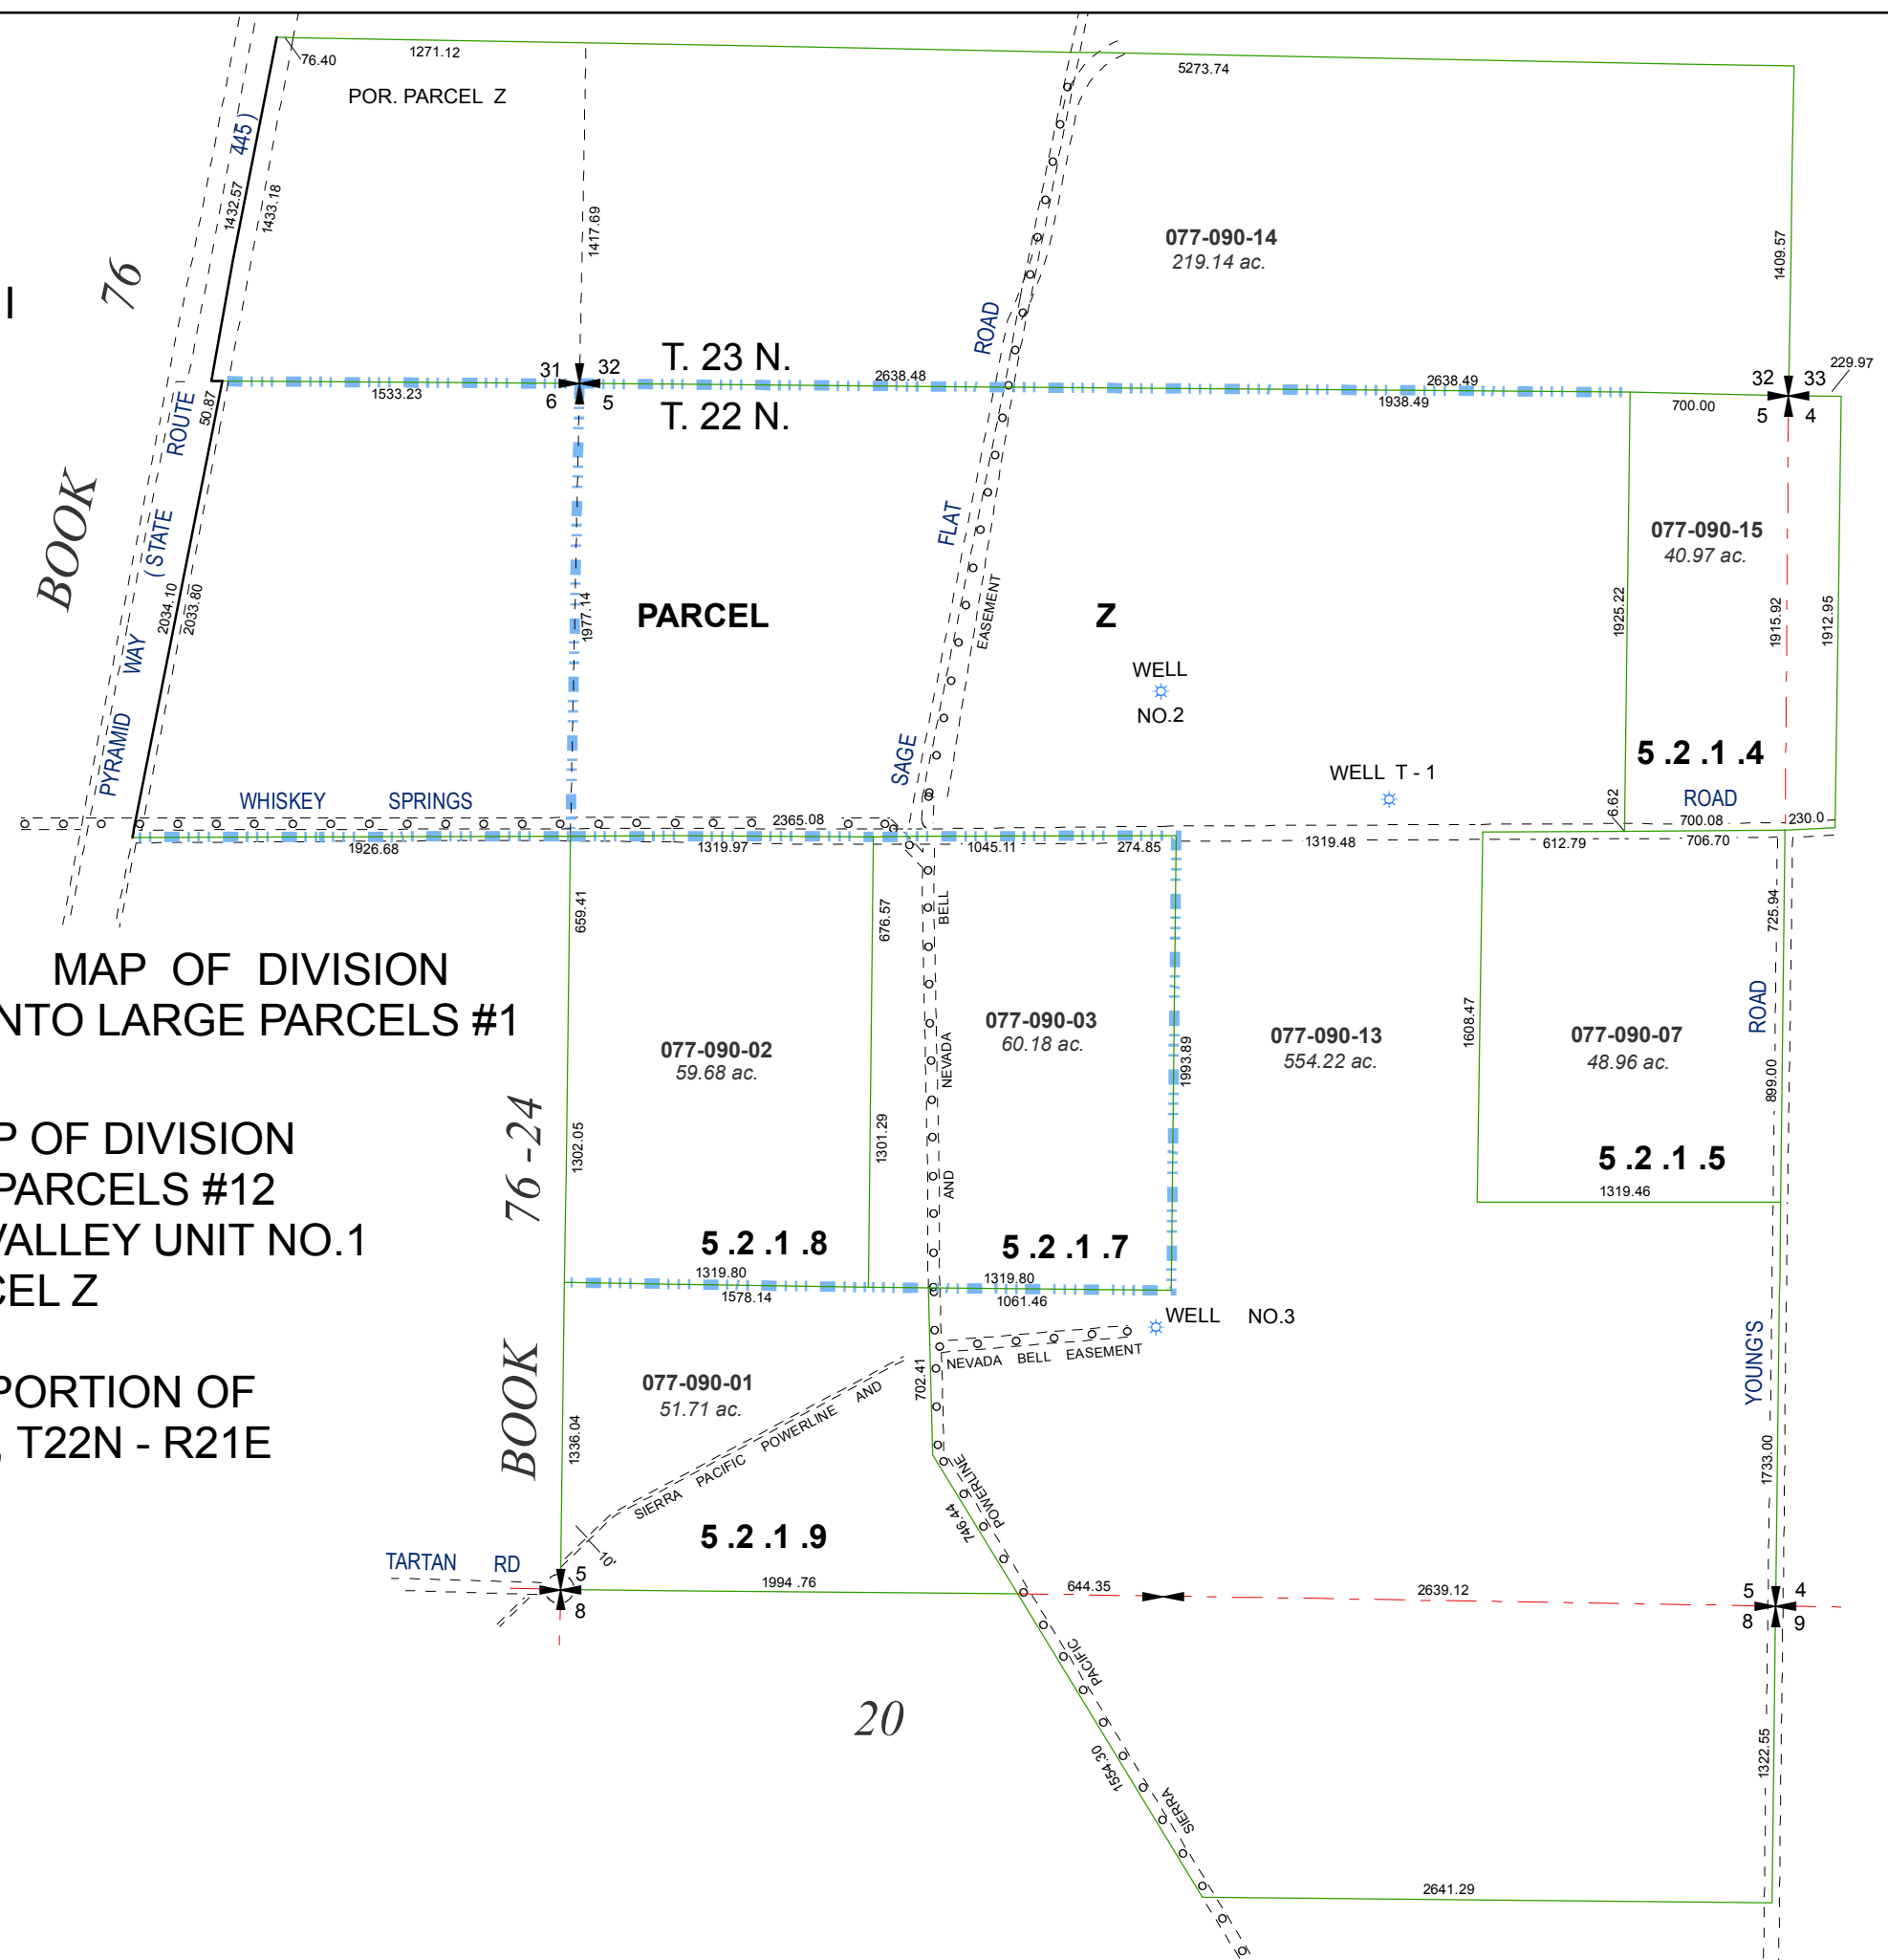 76.40
1271.12
5273.74
POR. PARCEL Z
445 )
1432.57
1433.18
1417.69
1409.57
76
I
077-090-14
219.14 ac.
ROAD
T. 23 N.
31 32
6 5
T. 22 N.
1533.23
2638.48
2638.49
1938.49
32 33
5 4
229.97
700.00
50.87
ROUTE
BOOK
( STATE
FLAT
077-090-15
40.97 ac.
2034.10
2033.80
1977.14
PARCEL Z
EASEMENT
1925.22
1915.92
1912.95
WAY
WELL
NO.2
PYRAMID
SAGE
5 .2 .1 .4
WELL T - 1
WHISKEY SPRINGS
ROAD
6.62
2365.08
700.08
230.0
1926.68
1319.97
1045.11
274.85
1319.48
612.79
706.70
659.41
676.57
BELL
725.94
MAP OF DIVISION
NTO LARGE PARCELS #1
077-090-02
59.68 ac.
077-090-03
60.18 ac.
NEVADA
1993.89
077-090-13
554.22 ac.
1608.47
077-090-07
48.96 ac.
ROAD
899.00
P OF DIVISION
PARCELS #12
VALLEY UNIT NO.1
CEL Z
76 -24
1302.05
1301.29
AND
5 .2 .1 .5
1319.46
5 .2 .1 .8
5 .2 .1 .7
1319.80
1319.80
1578.14
1061.46
WELL NO.3
NEVADA BELL EASEMENT
YOUNG'S
PORTION OF
, T22N - R21E
BOOK
077-090-01
51.71 ac.
702.41
1336.04
SIERRA PACIFIC POWERLINE AND
POWERLINE
746.44
1733.00
5 .2 .1 .9
10'
TARTAN RD
5
8
1994 .76
644.35
2639.12
5 4
8 9
PACIFIC
20
1554.30
SIERRA
1322.55
2641.29